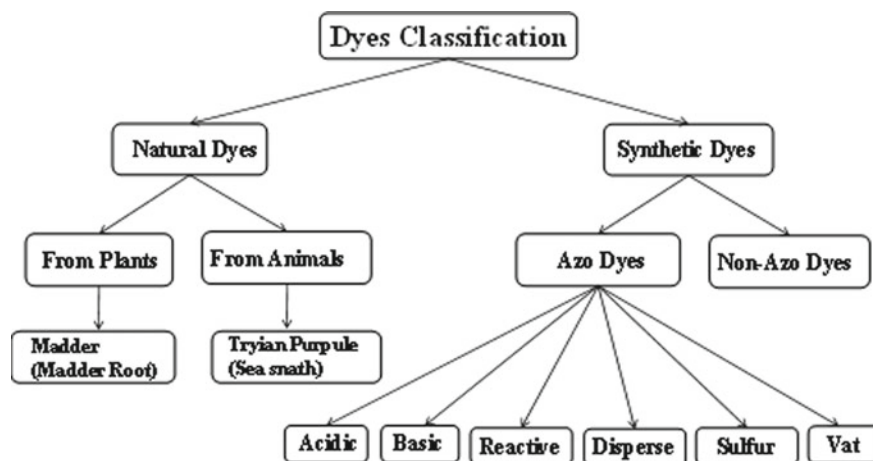 Dyes Classification
Natural Dyes
Synthetic Dyes
From Plants
From Animals
Azo Dyes
Non-Azo Dyes
Madder
(Madder Root)
Tryian Purpule
(Sea snath)
Acidic
Basic
Reactive
Disperse
Sulfur
Vat